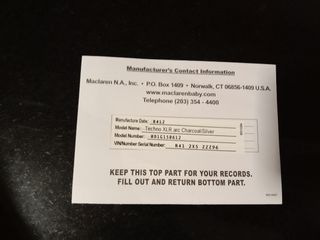 Manufacturer's Contact Information
Maclaren N.A., Inc. • P.O. Box 1409 • Norwalk, CT 06856-1409 U.S.A.
www.maclarenbaby.com
Telephone (203) 354 - 4400
Manufacture Date: 0412
Model Name: Techno XLR arc Charcoal/Silver
Model Number:
VIN/Number Serial Number:
KEEP THIS TOP PART FOR YOUR RECORDS.
FILL OUT AND RETURN BOTTOM PART.